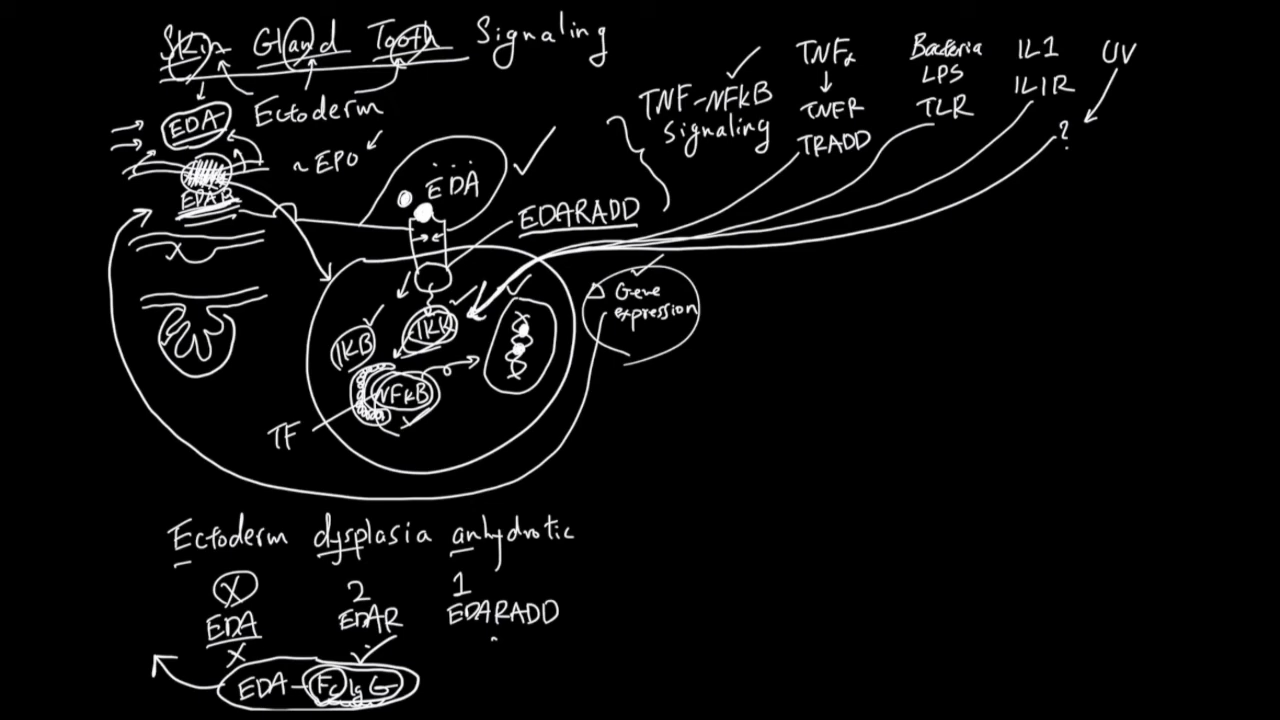 Skin Gland Tooth Signaling
Ectoderm
EDA
~ EPO
EDAR
EDA
EDARADD
TNF-NFkB
signaling
TNFα
TNFR
TRADD
Bacteria
LPS
TLR
IL1
IL1R
UV
?
Δ Gene
expression
IKB
IKK
NFkB
TF
Ectoderm dysplasia anhydrotic
X 2 1
EDA EDAR EDARADD
X
EDA-Fc IgG